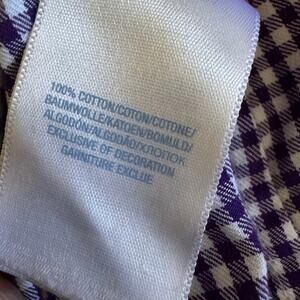 100% COTTON/COTON/COTONE/
BAUMWOLLE/KATOEN/BOMULD/
ALGODÓN/ALGODÃO/ХЛОПОК
EXCLUSIVE OF DECORATION
GARNITURE EXCLUE